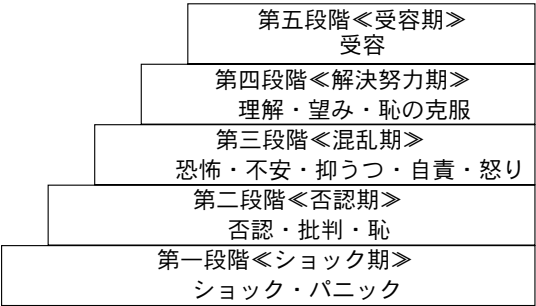 第五段階≪受容期≫
受容
第四段階≪解決努力期≫
理解・望み・恥の克服
第三段階≪混乱期≫
恐怖・不安・抑うつ・自責・怒り
第二段階≪否認期≫
否認・批判・恥
第一段階≪ショック期≫
ショック・パニック